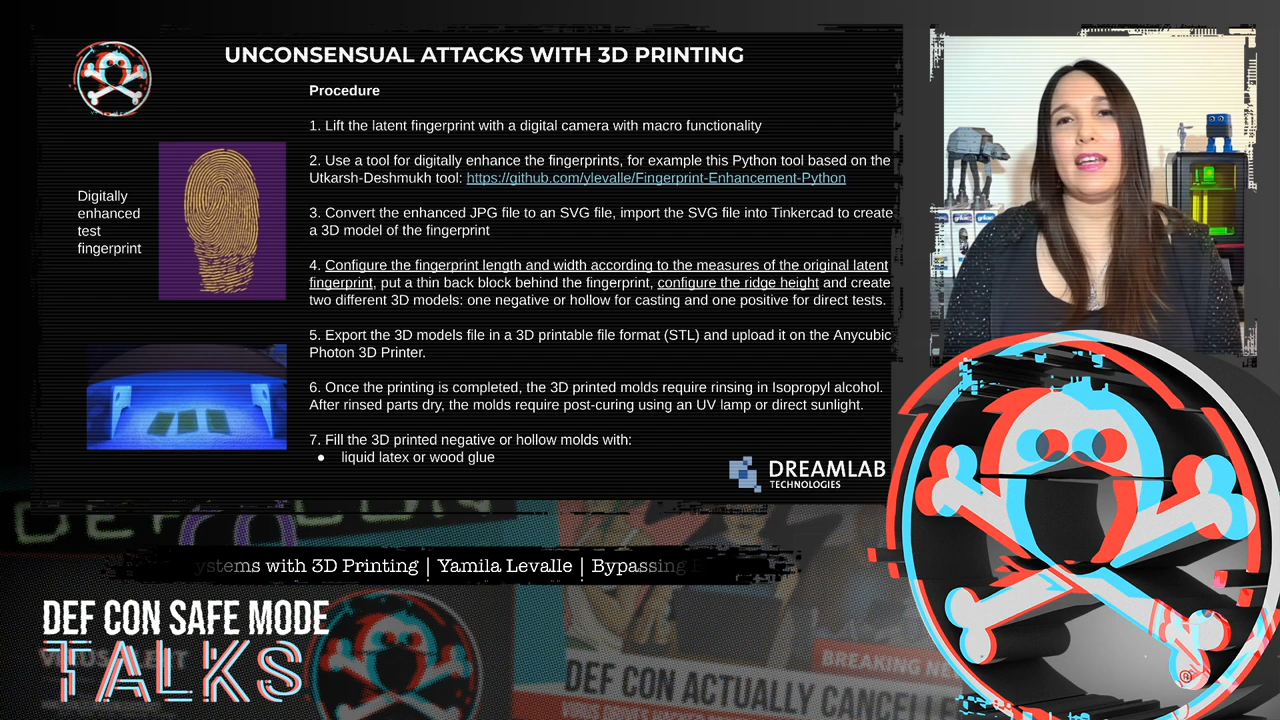 UNCONSENSUAL ATTACKS WITH 3D PRINTING
Procedure
1. Lift the latent fingerprint with a digital camera with macro functionality
2. Use a tool for digitally enhance the fingerprints, for example this Python tool based on the
Utkarsh-Deshmukh tool: https://github.com/ylevalle/Fingerprint-Enhancement-Python
3. Convert the enhanced JPG file to an SVG file, import the SVG file into Tinkercad to create
a 3D model of the fingerprint
4. Configure the fingerprint length and width according to the measures of the original latent
fingerprint, put a thin back block behind the fingerprint, configure the ridge height and create
two different 3D models: one negative or hollow for casting and one positive for direct tests.
5. Export the 3D models file in a 3D printable file format (STL) and upload it on the Anycubic
Photon 3D Printer.
6. Once the printing is completed, the 3D printed molds require rinsing in Isopropyl alcohol.
After rinsed parts dry, the molds require post-curing using an UV lamp or direct sunlight.
7. Fill the 3D printed negative or hollow molds with:
● liquid latex or wood glue
Digitally
enhanced
test
fingerprint
DREAMLAB
TECHNOLOGIES
DEF CON
ystems with 3D Printing | Yamila Levalle | Bypassing
DEF CON SAFE MODE
TALKS
BREAKING NE
DEF CON ACTUALLY CANCELLE
®